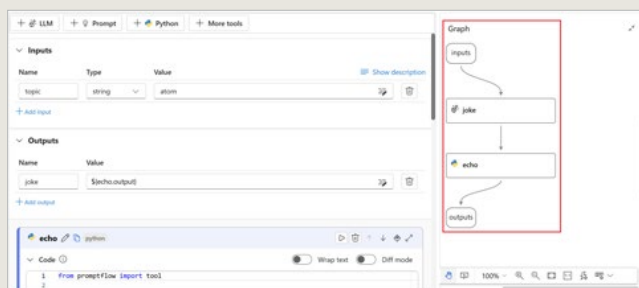 + LLM + Prompt + Python + More tools
Inputs
Name Type Value Show description
topic string atom
+ Add input
Outputs
Name Value
joke ${echo.output}
+ Add output
echo python
Code Wrap text Diff mode
1 from promptflow import tool
2
Graph
inputs
joke
echo
outputs
100%